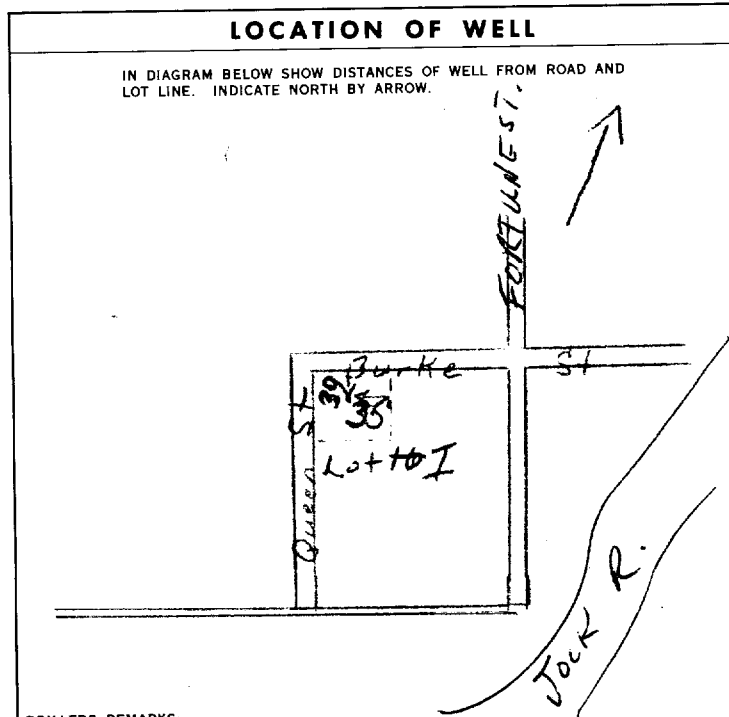 LOCATION OF WELL
IN DIAGRAM BELOW SHOW DISTANCES OF WELL FROM ROAD AND
LOT LINE. INDICATE NORTH BY ARROW.
FORTUNE ST.
Burke St
39
35'
Queen St
Lot I
JOCK R.